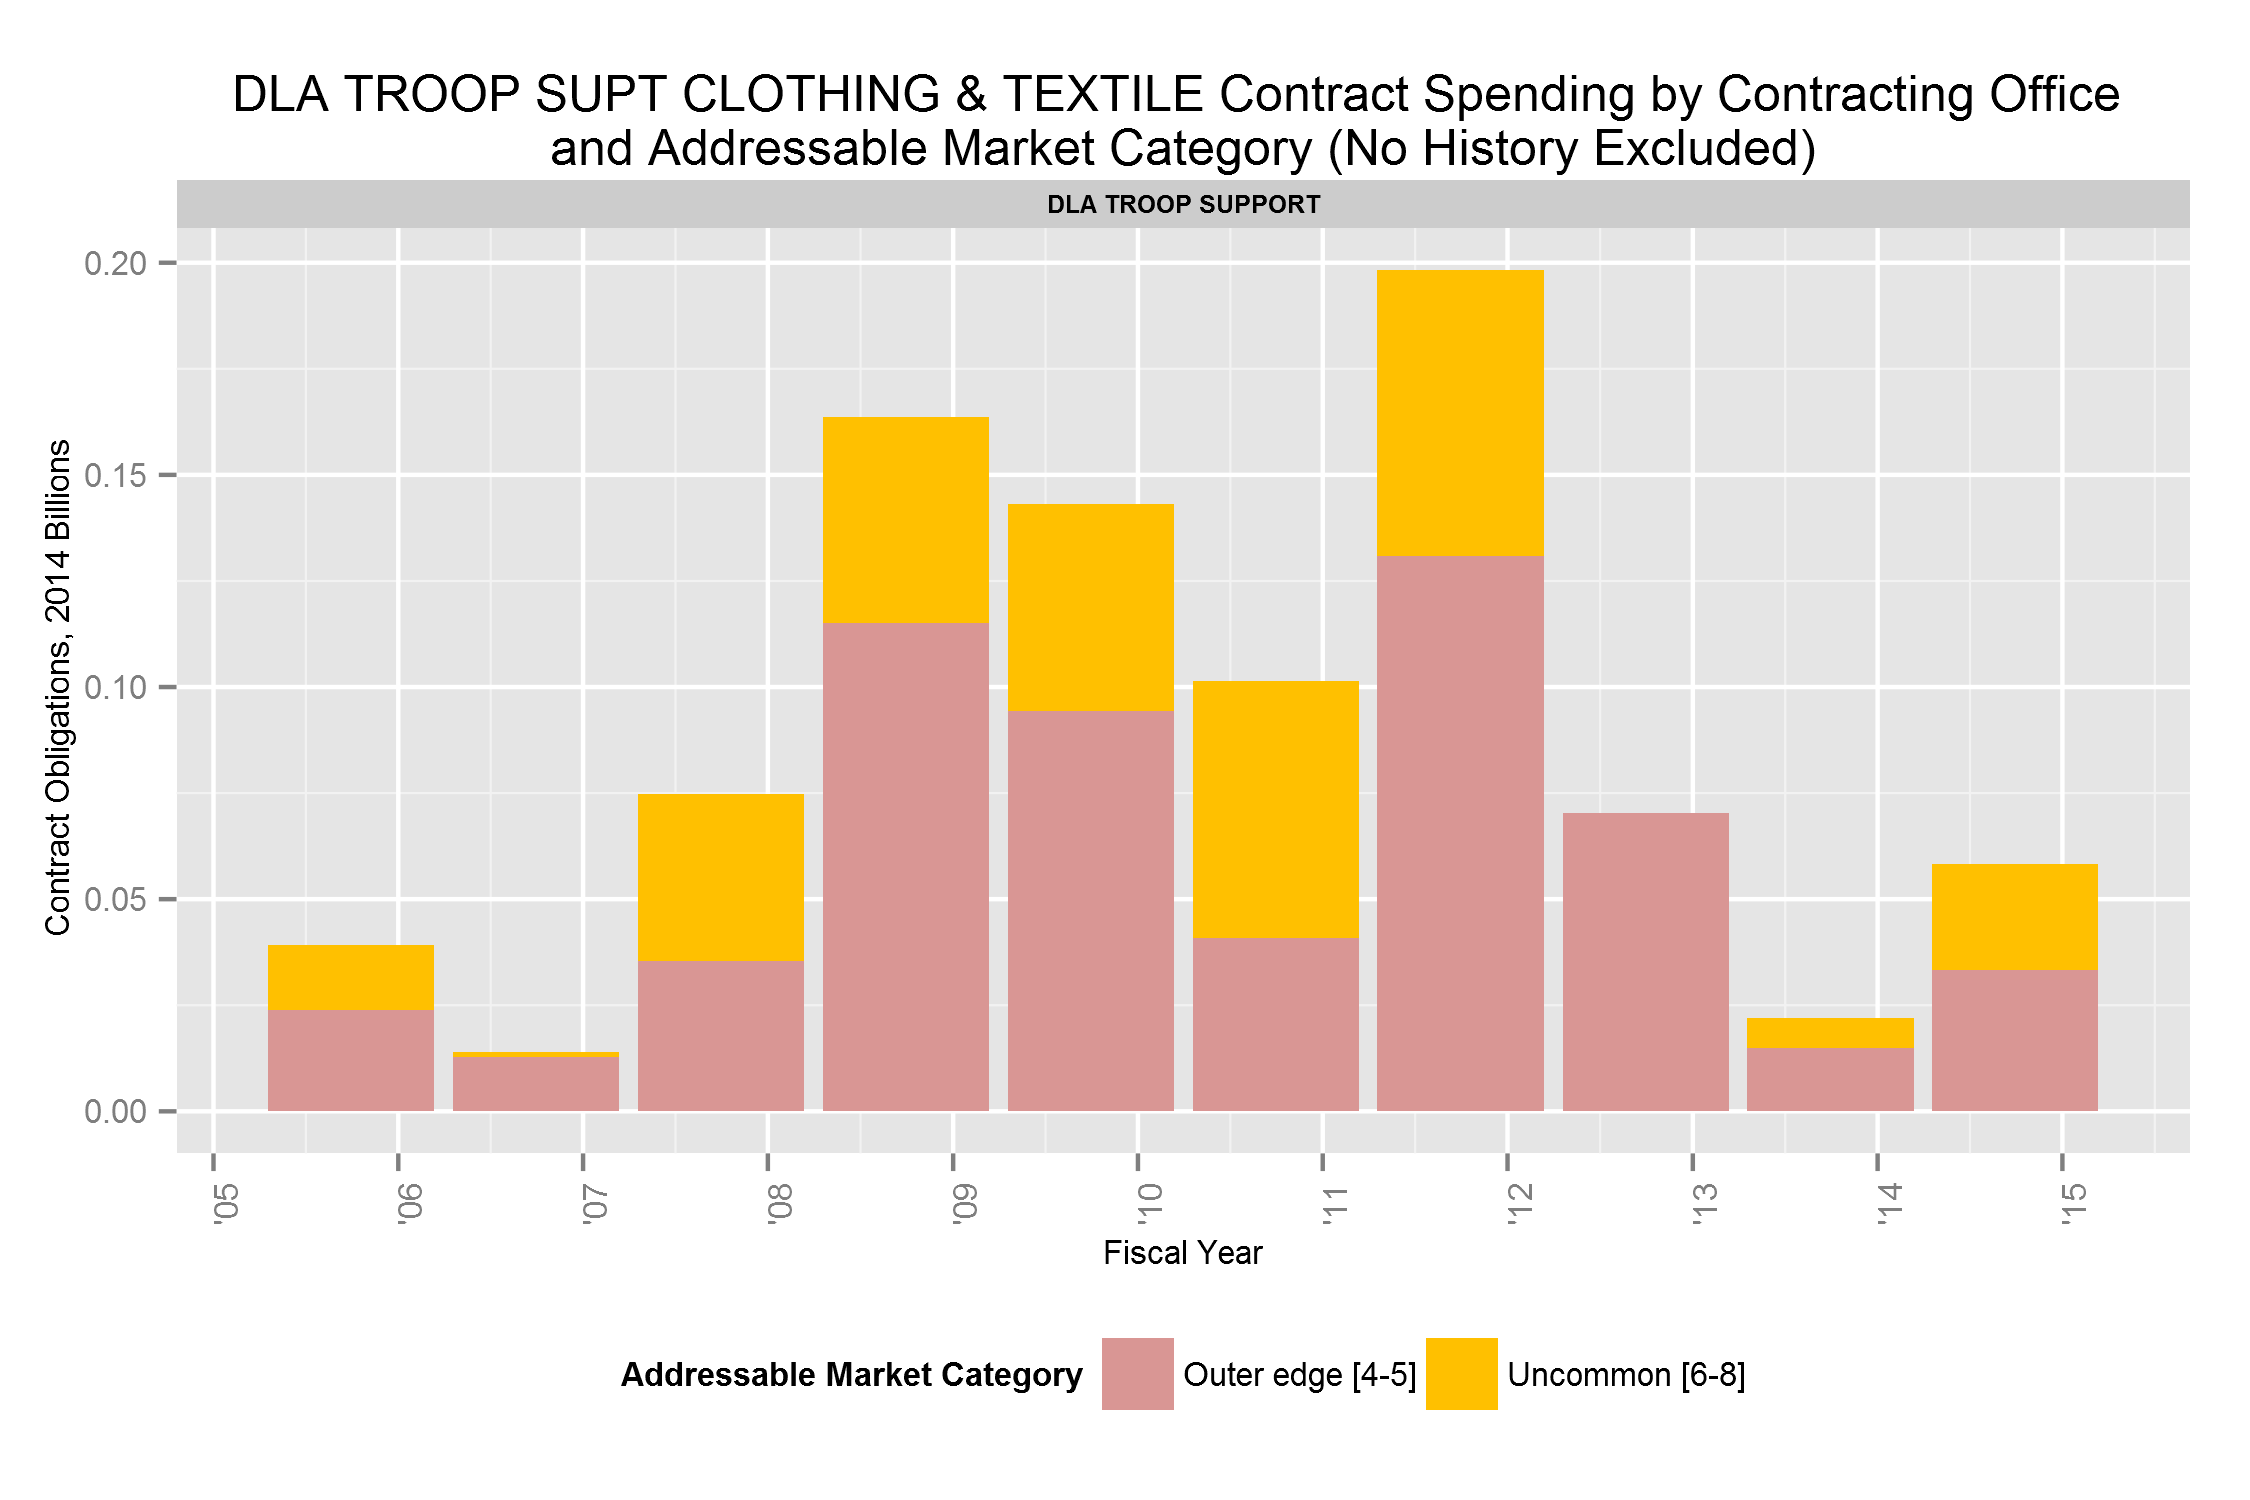 DLA TROOP SUPT CLOTHING & TEXTILE Contract Spending by Contracting Office
and Addressable Market Category (No History Excluded)
DLA TROOP SUPPORT
Contract Obligations, 2014 Billions
0.20
0.15
0.10
0.05
0.00
'05
'06
'07
'08
'09
'10
'11
'12
'13
'14
'15
Fiscal Year
Addressable Market Category
Outer edge [4-5]
Uncommon [6-8]